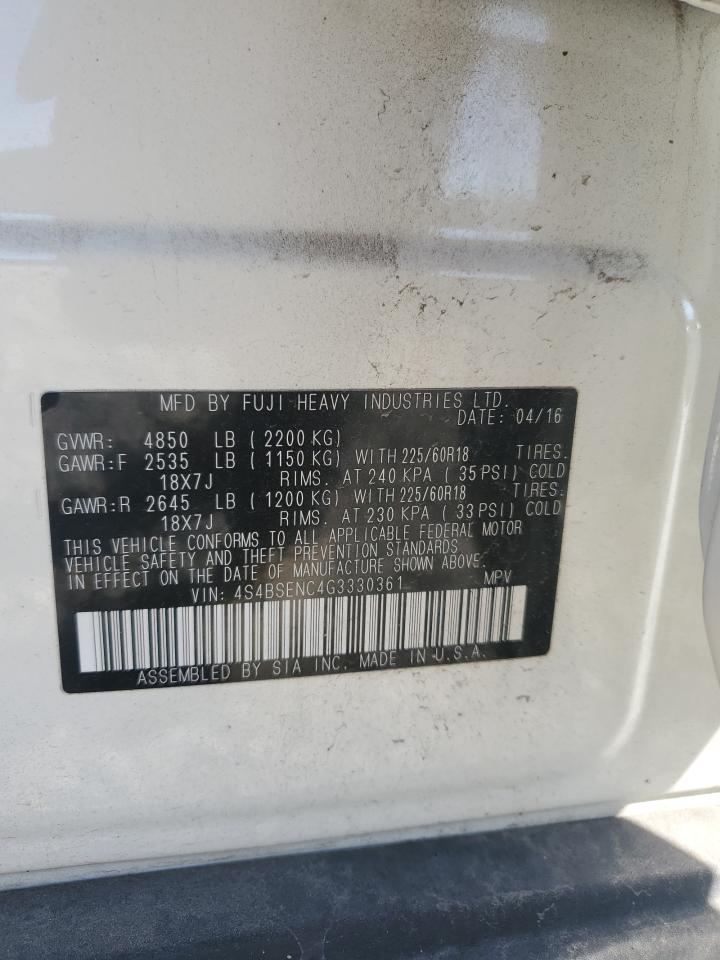 MFD BY FUJI HEAVY INDUSTRIES LTD.
DATE: 04/16
GVWR: 4850 LB ( 2200 KG)
GAWR:F 2535 LB ( 1150 KG) WITH 225/60R18 TIRES.
18X7J RIMS. AT 240 KPA ( 35 PSI) COLD
GAWR:R 2645 LB ( 1200 KG) WITH 225/60R18 TIRES.
18X7J RIMS. AT 230 KPA ( 33 PSI) COLD
THIS VEHICLE CONFORMS TO ALL APPLICABLE FEDERAL MOTOR
VEHICLE SAFETY AND THEFT PREVENTION STANDARDS
IN EFFECT ON THE DATE OF MANUFACTURE SHOWN ABOVE.
VIN: 4S4BSENC4G3330361 MPV
ASSEMBLED BY SIA INC. MADE IN U.S.A.